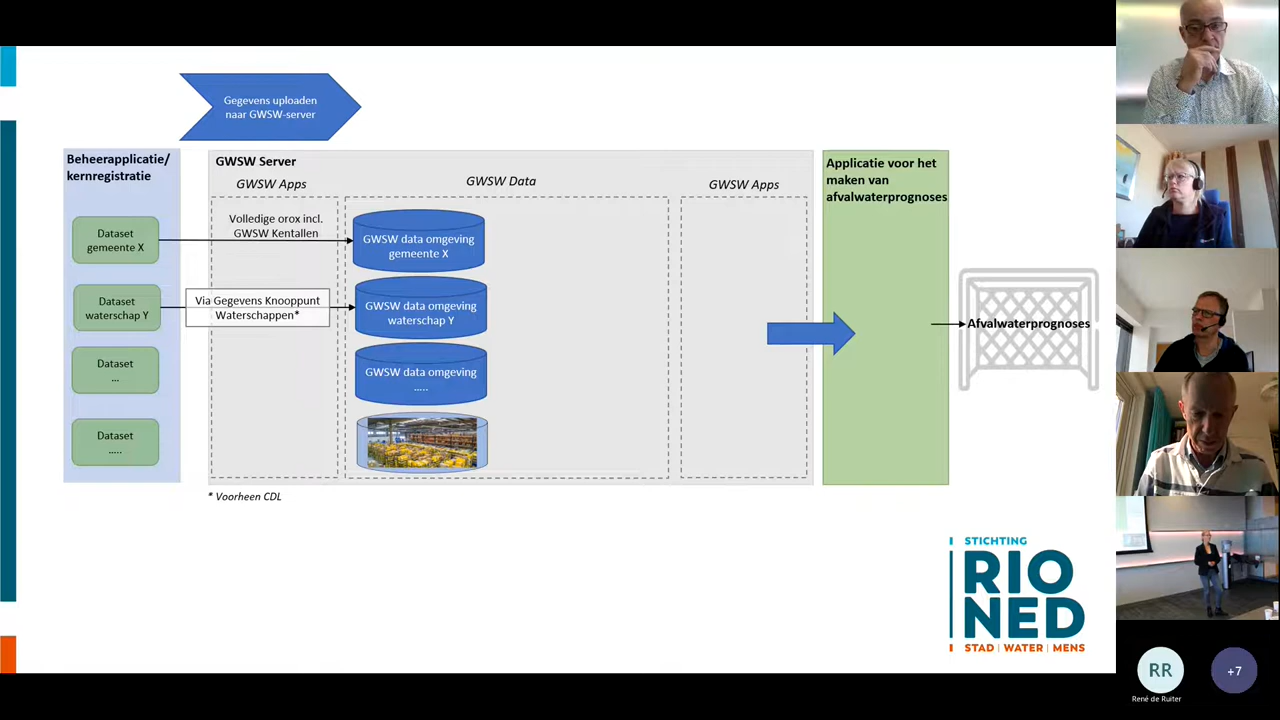 Gegevens uploaden
naar GWSW-server
Beheerapplicatie/
kernregistratie
Dataset
gemeente X
Dataset
waterschap Y
Dataset
...
Dataset
.....
GWSW Server
GWSW Apps
GWSW Data
GWSW Apps
Volledige orox incl.
GWSW Kentallen
Via Gegevens Knooppunt
Waterschappen*
GWSW data omgeving
gemeente X
GWSW data omgeving
waterschap Y
GWSW data omgeving
.....
Applicatie voor het
maken van
afvalwaterprognoses
Afvalwaterprognoses
* Voorheen CDL
STICHTING
RIO
NED
STAD | WATER | MENS
RR
René de Ruiter
+7